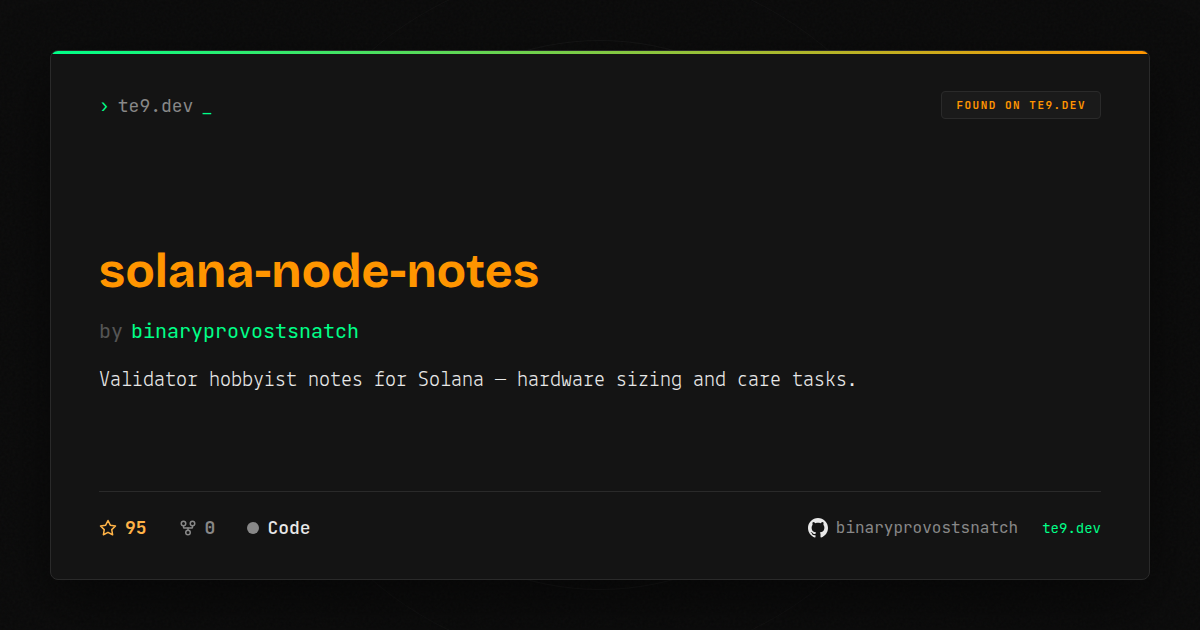 › te9.dev _
FOUND ON TE9.DEV
solana-node-notes
by binaryprovostsnatch
Validator hobbyist notes for Solana — hardware sizing and care tasks.
95 0 Code
binaryprovostsnatch te9.dev